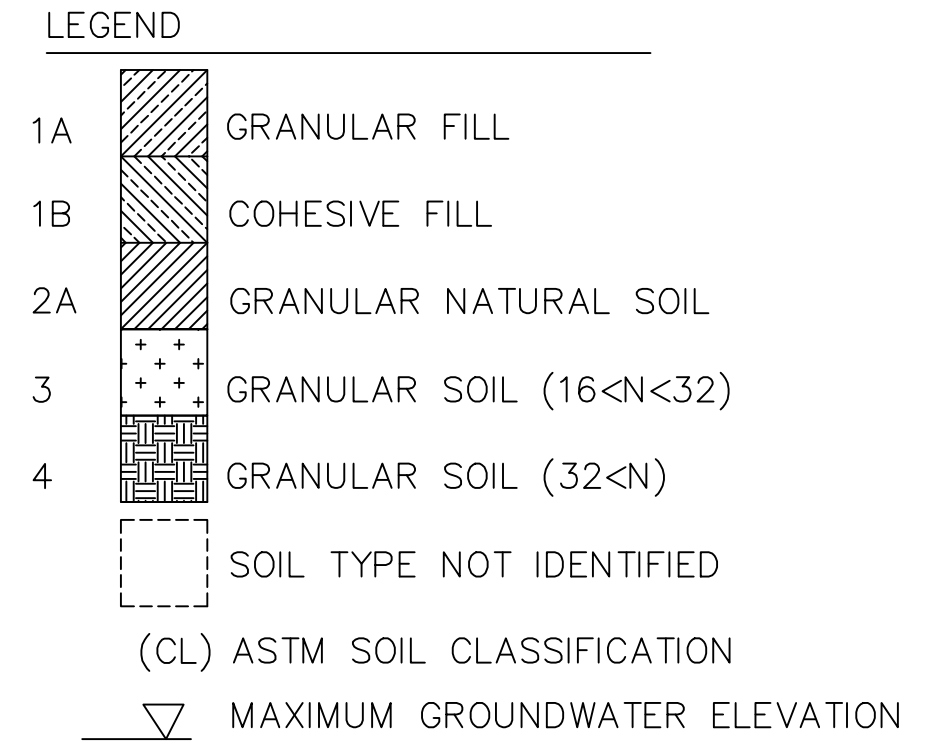 LEGEND
1A GRANULAR FILL
1B COHESIVE FILL
2A GRANULAR NATURAL SOIL
3 GRANULAR SOIL (16<N<32)
4 GRANULAR SOIL (32<N)
SOIL TYPE NOT IDENTIFIED
(CL) ASTM SOIL CLASSIFICATION
MAXIMUM GROUNDWATER ELEVATION